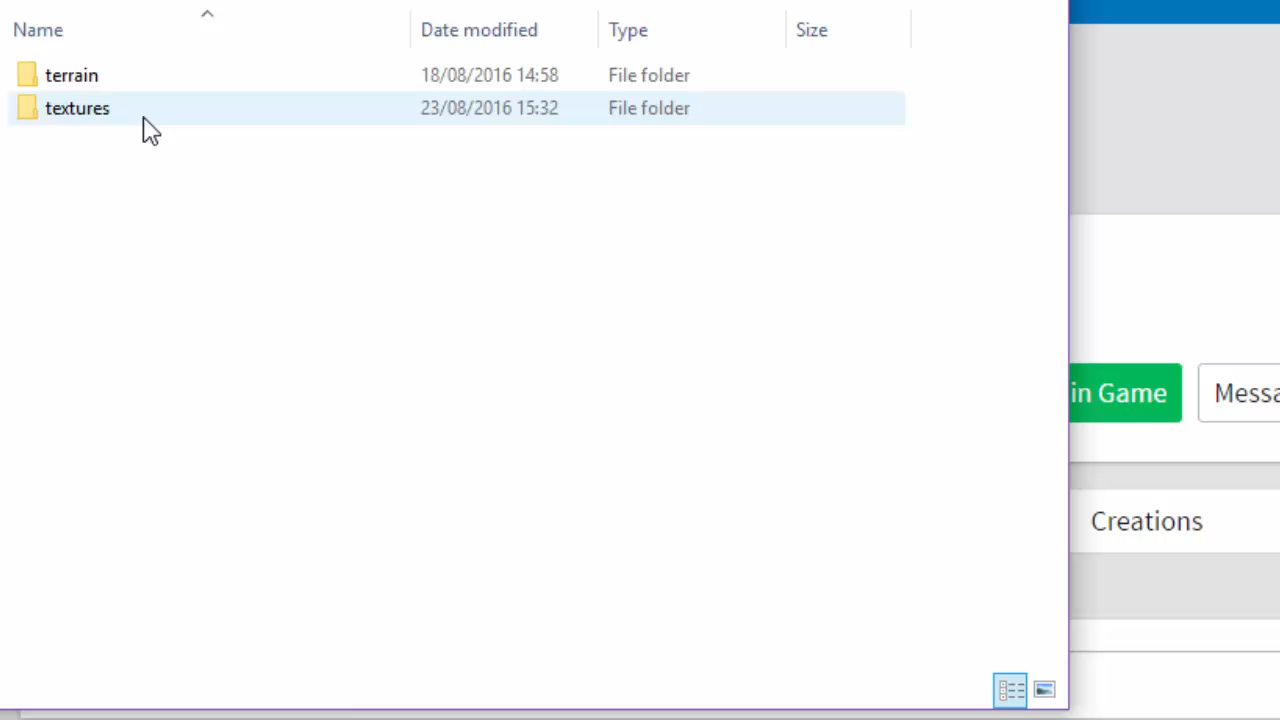 Name Date modified Type Size
terrain 18/08/2016 14:58 File folder
textures 23/08/2016 15:32 File folder
in Game Messa
Creations